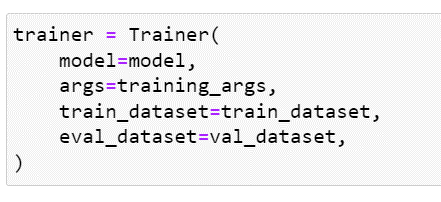 trainer = Trainer(
    model=model,
    args=training_args,
    train_dataset=train_dataset,
    eval_dataset=val_dataset,
)